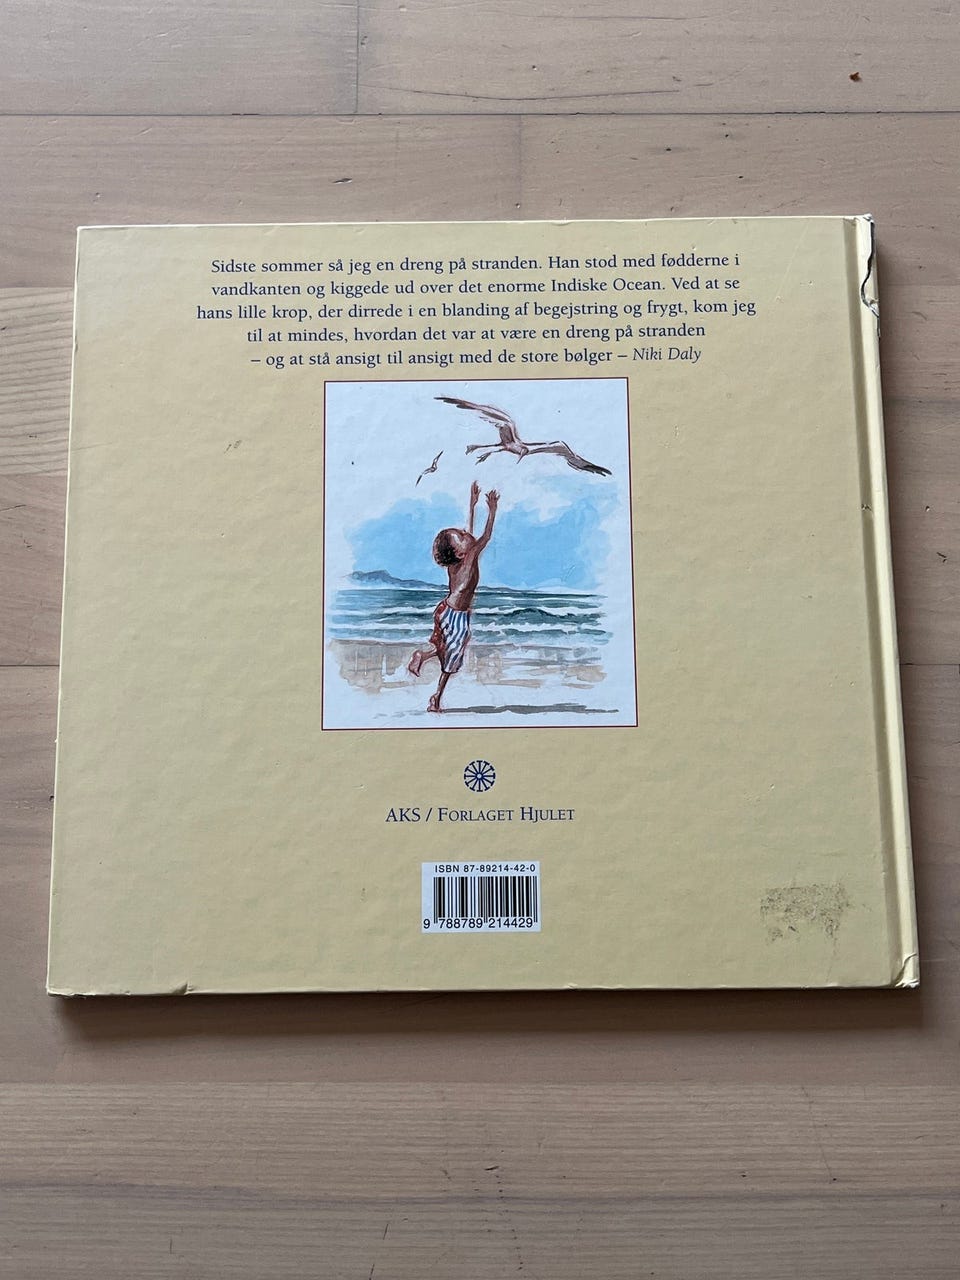 Sidste sommer så jeg en dreng på stranden. Han stod med fødderne i
vandkanten og kiggede ud over det enorme Indiske Ocean. Ved at se
hans lille krop, der dirrede i en blanding af begejstring og frygt, kom jeg
til at mindes, hvordan det var at være en dreng på stranden
– og at stå ansigt til ansigt med de store bølger – Niki Daly
AKS / FORLAGET HJULET
ISBN 87-89214-42-0
9 788789 214429